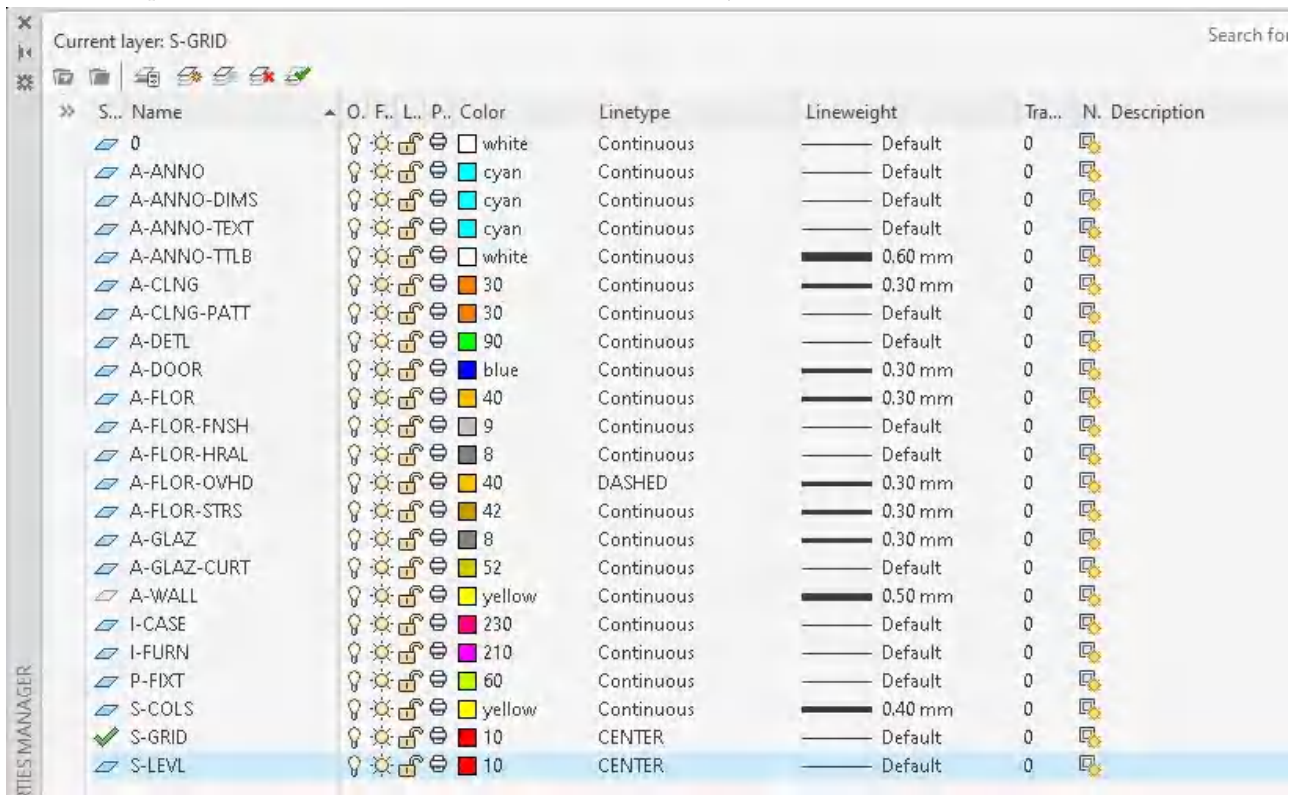 Current layer: S-GRID
Search for
S... Name O. F.. L.. P.. Color Linetype Lineweight Tra... N. Description
0 white Continuous Default 0
A-ANNO cyan Continuous Default 0
A-ANNO-DIMS cyan Continuous Default 0
A-ANNO-TEXT cyan Continuous Default 0
A-ANNO-TTLB white Continuous 0.60 mm 0
A-CLNG 30 Continuous 0.30 mm 0
A-CLNG-PATT 30 Continuous Default 0
A-DETL 90 Continuous Default 0
A-DOOR blue Continuous 0.30 mm 0
A-FLOR 40 Continuous 0.30 mm 0
A-FLOR-FNSH 9 Continuous Default 0
A-FLOR-HRAL 8 Continuous Default 0
A-FLOR-OVHD 40 DASHED 0.30 mm 0
A-FLOR-STRS 42 Continuous 0.30 mm 0
A-GLAZ 8 Continuous 0.30 mm 0
A-GLAZ-CURT 52 Continuous Default 0
A-WALL yellow Continuous 0.50 mm 0
I-CASE 230 Continuous Default 0
I-FURN 210 Continuous Default 0
P-FIXT 60 Continuous Default 0
S-COLS yellow Continuous 0.40 mm 0
S-GRID 10 CENTER Default 0
S-LEVL 10 CENTER Default 0
RTIES MANAGER